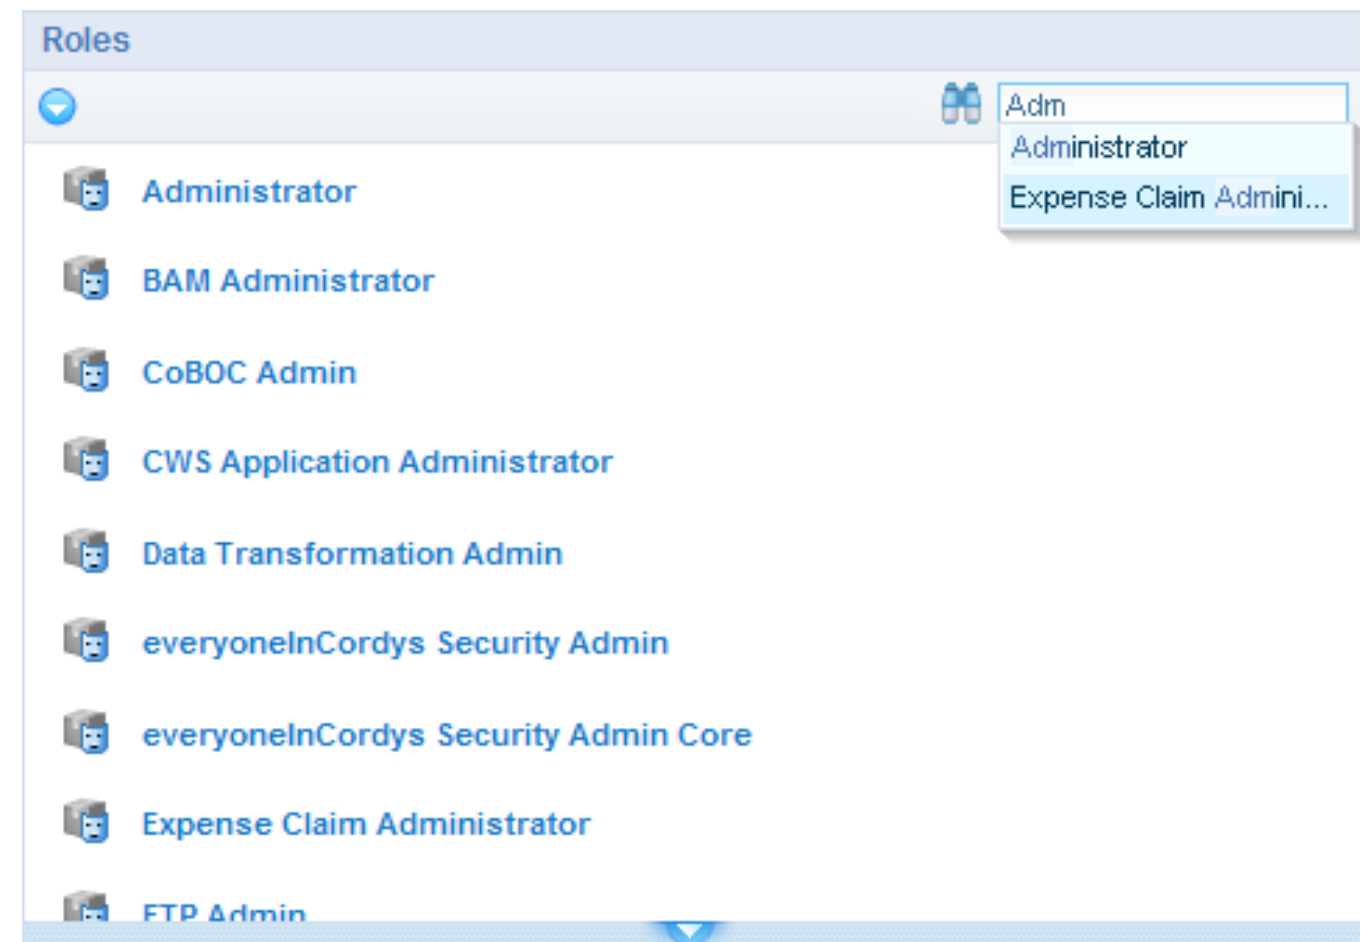 Roles
Adm
Administrator
Expense Claim Admini...
Administrator
BAM Administrator
CoBOC Admin
CWS Application Administrator
Data Transformation Admin
everyoneInCordys Security Admin
everyoneInCordys Security Admin Core
Expense Claim Administrator
FTP Admin